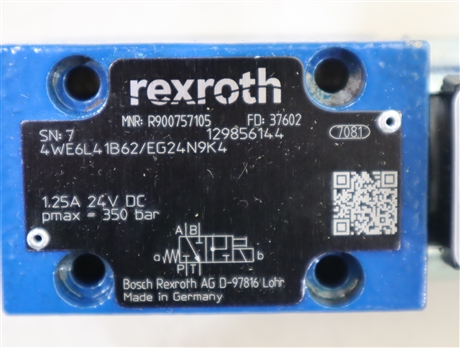 rexroth
MNR: R900757105 FD: 37602
SN: 7 129856144 7081
4WE6L41B62/EG24N9K4
1.25A 24V DC
pmax = 350 bar
A B
a b
P T
Bosch Rexroth AG D-97816 Lohr
Made in Germany